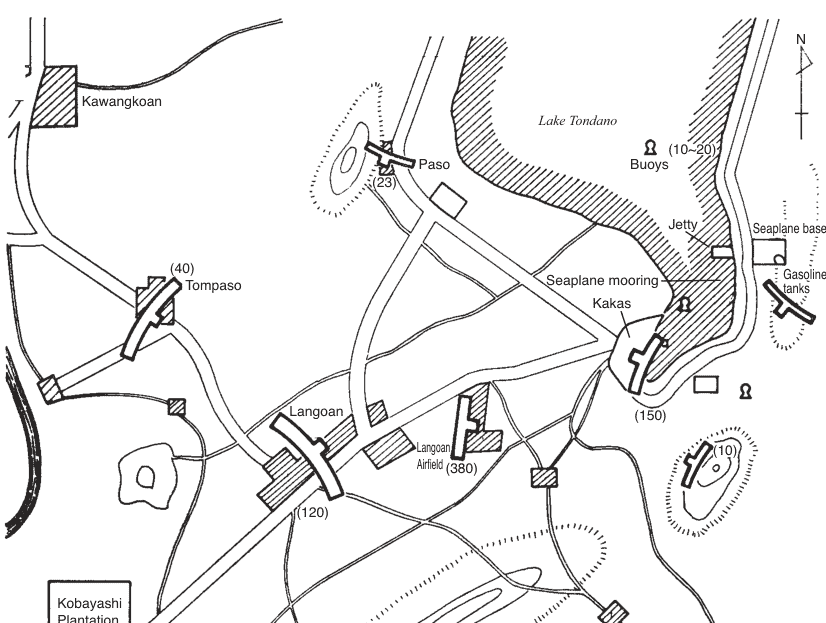 N
Kawangkoan
Lake Tondano
Buoys
(10~20)
Paso
(23)
Jetty
Seaplane base
(40)
Tompaso
Seaplane mooring
Gasoline
tanks
Kakas
Langoan
(150)
Langoan
Airfield
(380)
(10)
(120)
Kobayashi
Plantation